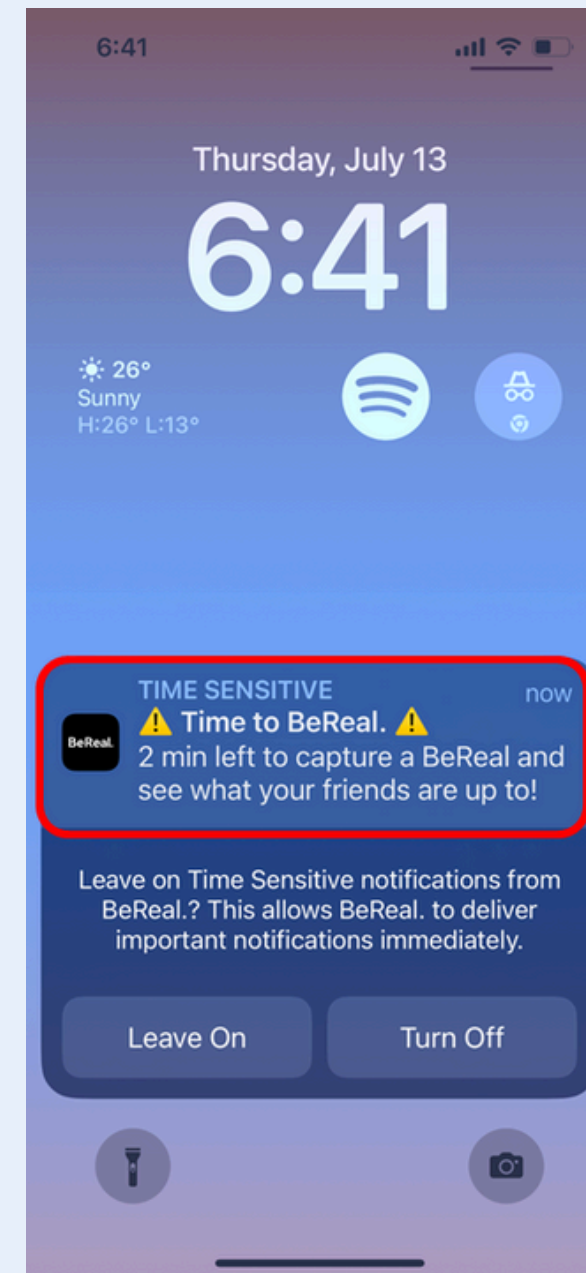 6:41
Thursday, July 13
6:41
26°
Sunny
H:26° L:13°
TIME SENSITIVE
now
BeReal.
⚠️ Time to BeReal. ⚠️
2 min left to capture a BeReal and
see what your friends are up to!
Leave on Time Sensitive notifications from
BeReal.? This allows BeReal. to deliver
important notifications immediately.
Leave On
Turn Off